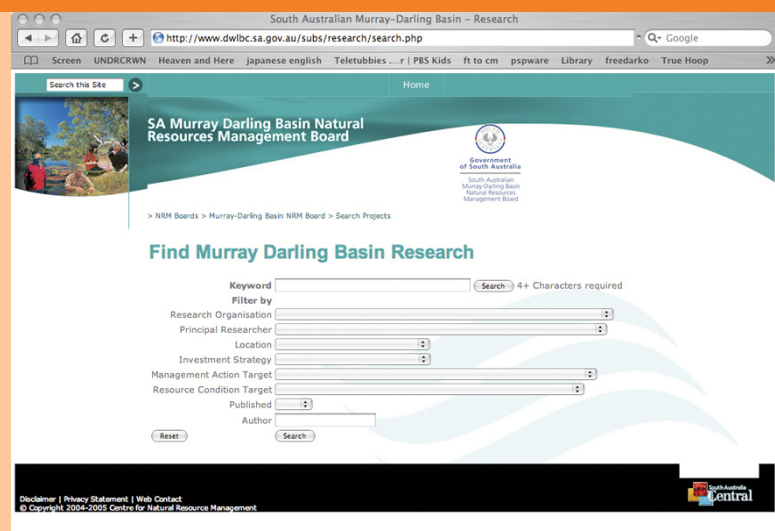 South Australian Murray-Darling Basin – Research
http://www.dwlbc.sa.gov.au/subs/research/search.php
Google
Screen UNDRCRWN Heaven and Here japanese english Teletubbies ....r | PBS Kids ft to cm pspware Library freedarko True Hoop
Search this Site
Home
SA Murray Darling Basin Natural
Resources Management Board
Government
of South Australia
South Australian
Murray-Darling Basin
Natural Resources
Management Board
> NRM Boards > Murray-Darling Basin NRM Board > Search Projects
Find Murray Darling Basin Research
Keyword Search 4+ Characters required
Filter by
Research Organisation
Principal Researcher
Location
Investment Strategy
Management Action Target
Resource Condition Target
Published
Author
Reset Search
Disclaimer | Privacy Statement | Web Contact
© Copyright 2004-2005 Centre for Natural Resource Management
South Australia
Central